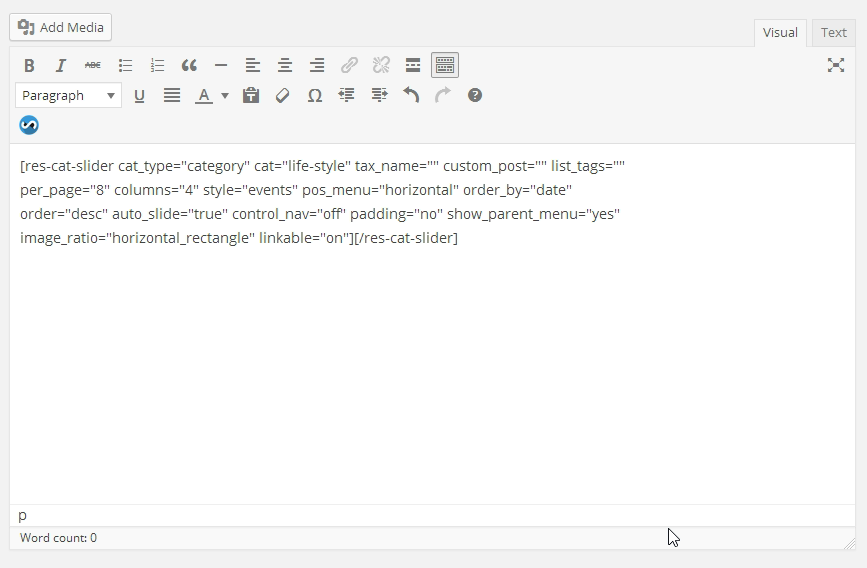 Add Media
Visual
Text
B I ABC
Paragraph U A Ω
[res-cat-slider cat_type="category" cat="life-style" tax_name="" custom_post="" list_tags=""
per_page="8" columns="4" style="events" pos_menu="horizontal" order_by="date"
order="desc" auto_slide="true" control_nav="off" padding="no" show_parent_menu="yes"
image_ratio="horizontal_rectangle" linkable="on"][/res-cat-slider]
p
Word count: 0